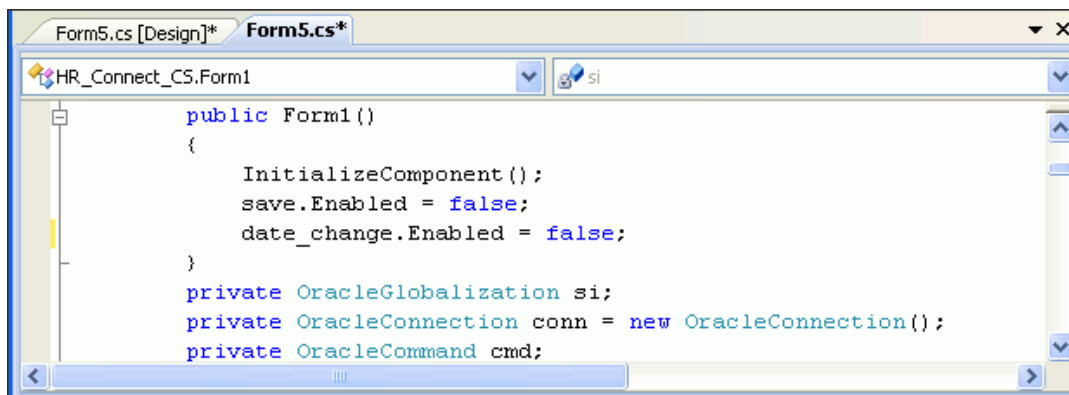 Form5.cs [Design]* Form5.cs*
HR_Connect_CS.Form1 si
public Form1()
{
InitializeComponent();
save.Enabled = false;
date_change.Enabled = false;
}
private OracleGlobalization si;
private OracleConnection conn = new OracleConnection();
private OracleCommand cmd;